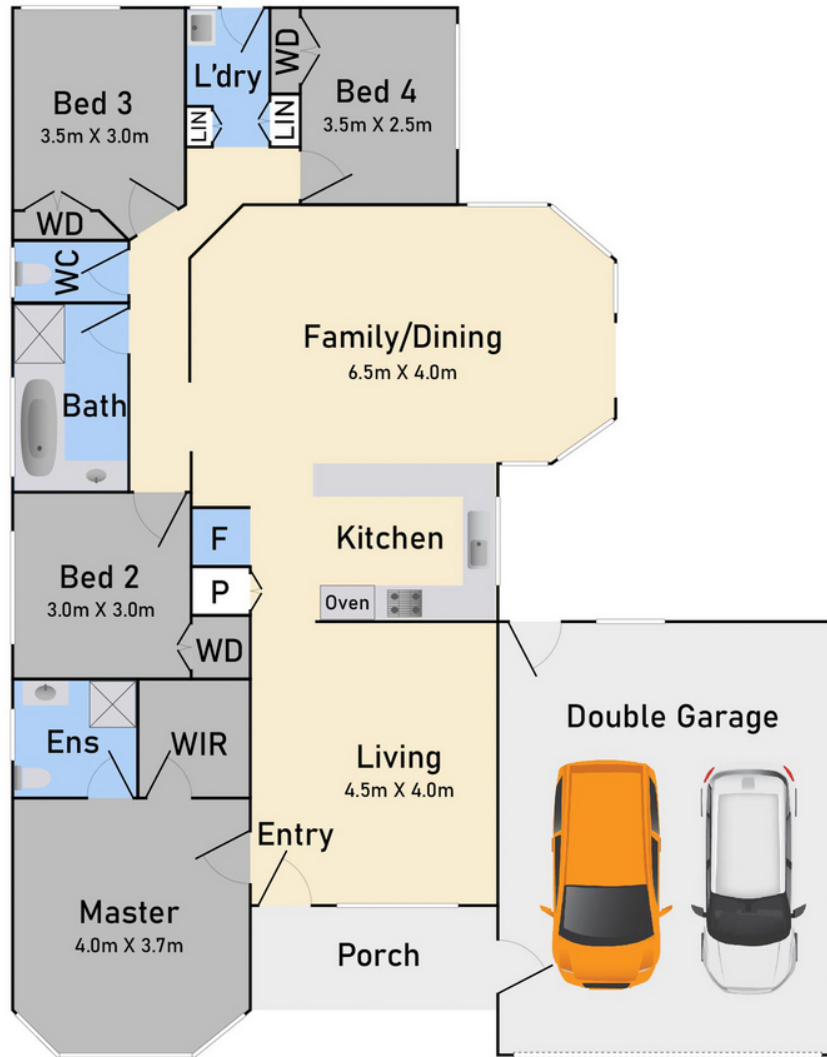 Bed 3
3.5m X 3.0m
L'dry
WD
Bed 4
3.5m X 2.5m
LIN
LIN
WD
WC
Family/Dining
6.5m X 4.0m
Bath
F
Kitchen
Bed 2
3.0m X 3.0m
P
Oven
WD
Ens
WIR
Double Garage
Living
4.5m X 4.0m
Entry
Master
4.0m X 3.7m
Porch